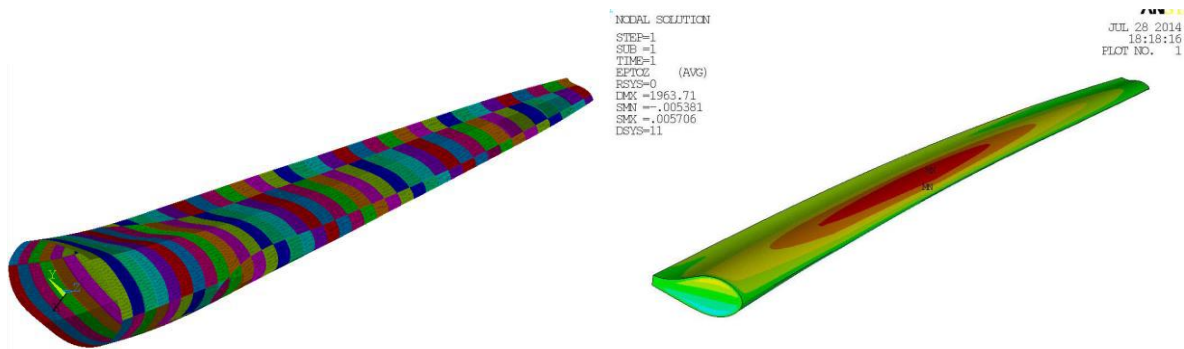 NODAL SOLUTION
STEP=1
SUB =1
TIME=1
EPTOZ (AVG)
RSYS=0
DMX =1963.71
SMN =-.005381
SMX =.005706
DSYS=11
JUL 28 2014
18:18:16
PLOT NO. 1
MN
Y